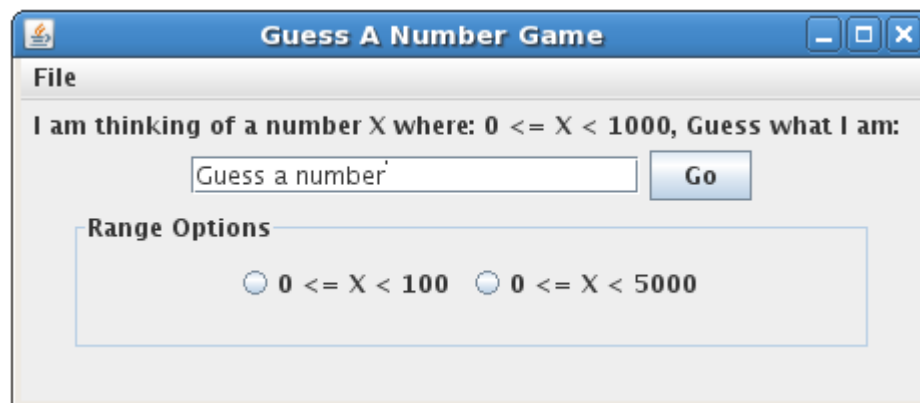 Guess A Number Game
File
I am thinking of a number X where: 0 <= X < 1000, Guess what I am:
Guess a number Go
Range Options
0 <= X < 100 0 <= X < 5000